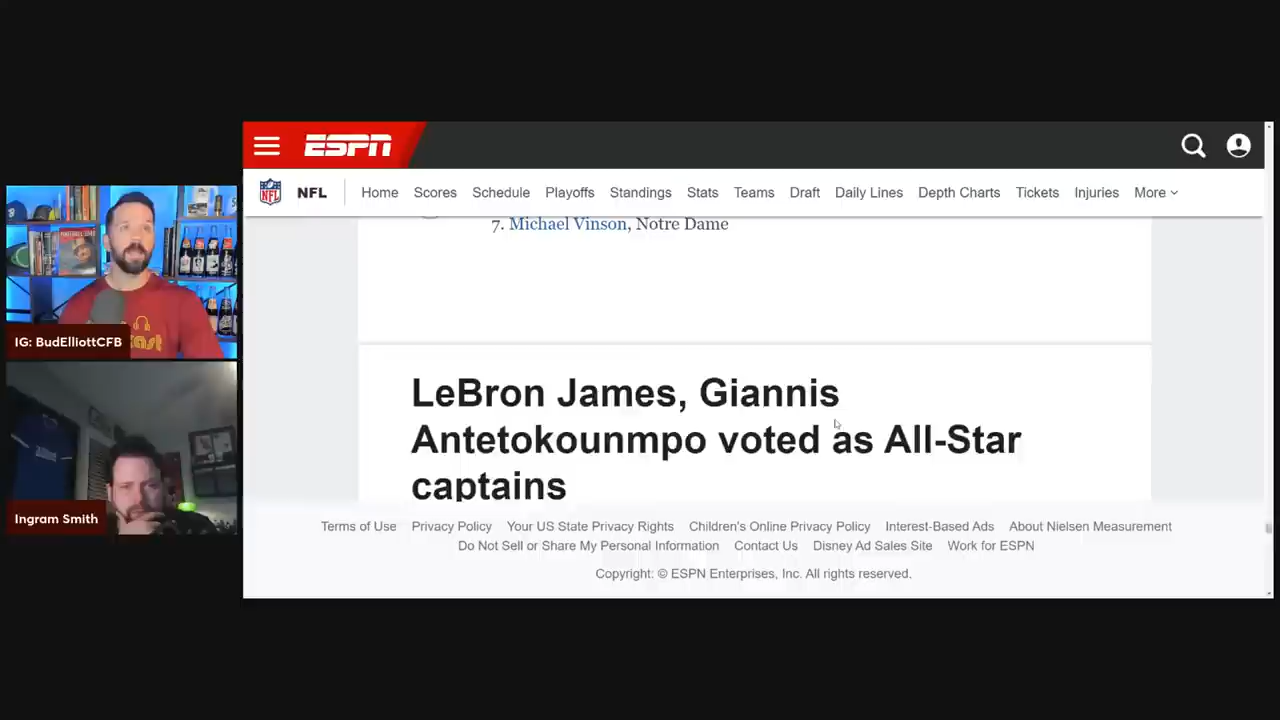 ESPN
NFL Home Scores Schedule Playoffs Standings Stats Teams Draft Daily Lines Depth Charts Tickets Injuries More
7. Michael Vinson, Notre Dame
IG: BudElliottCFB
Ingram Smith
LeBron James, Giannis
Antetokounmpo voted as All-Star
captains
Terms of Use Privacy Policy Your US State Privacy Rights Children's Online Privacy Policy Interest-Based Ads About Nielsen Measurement
Do Not Sell or Share My Personal Information Contact Us Disney Ad Sales Site Work for ESPN
Copyright: © ESPN Enterprises, Inc. All rights reserved.